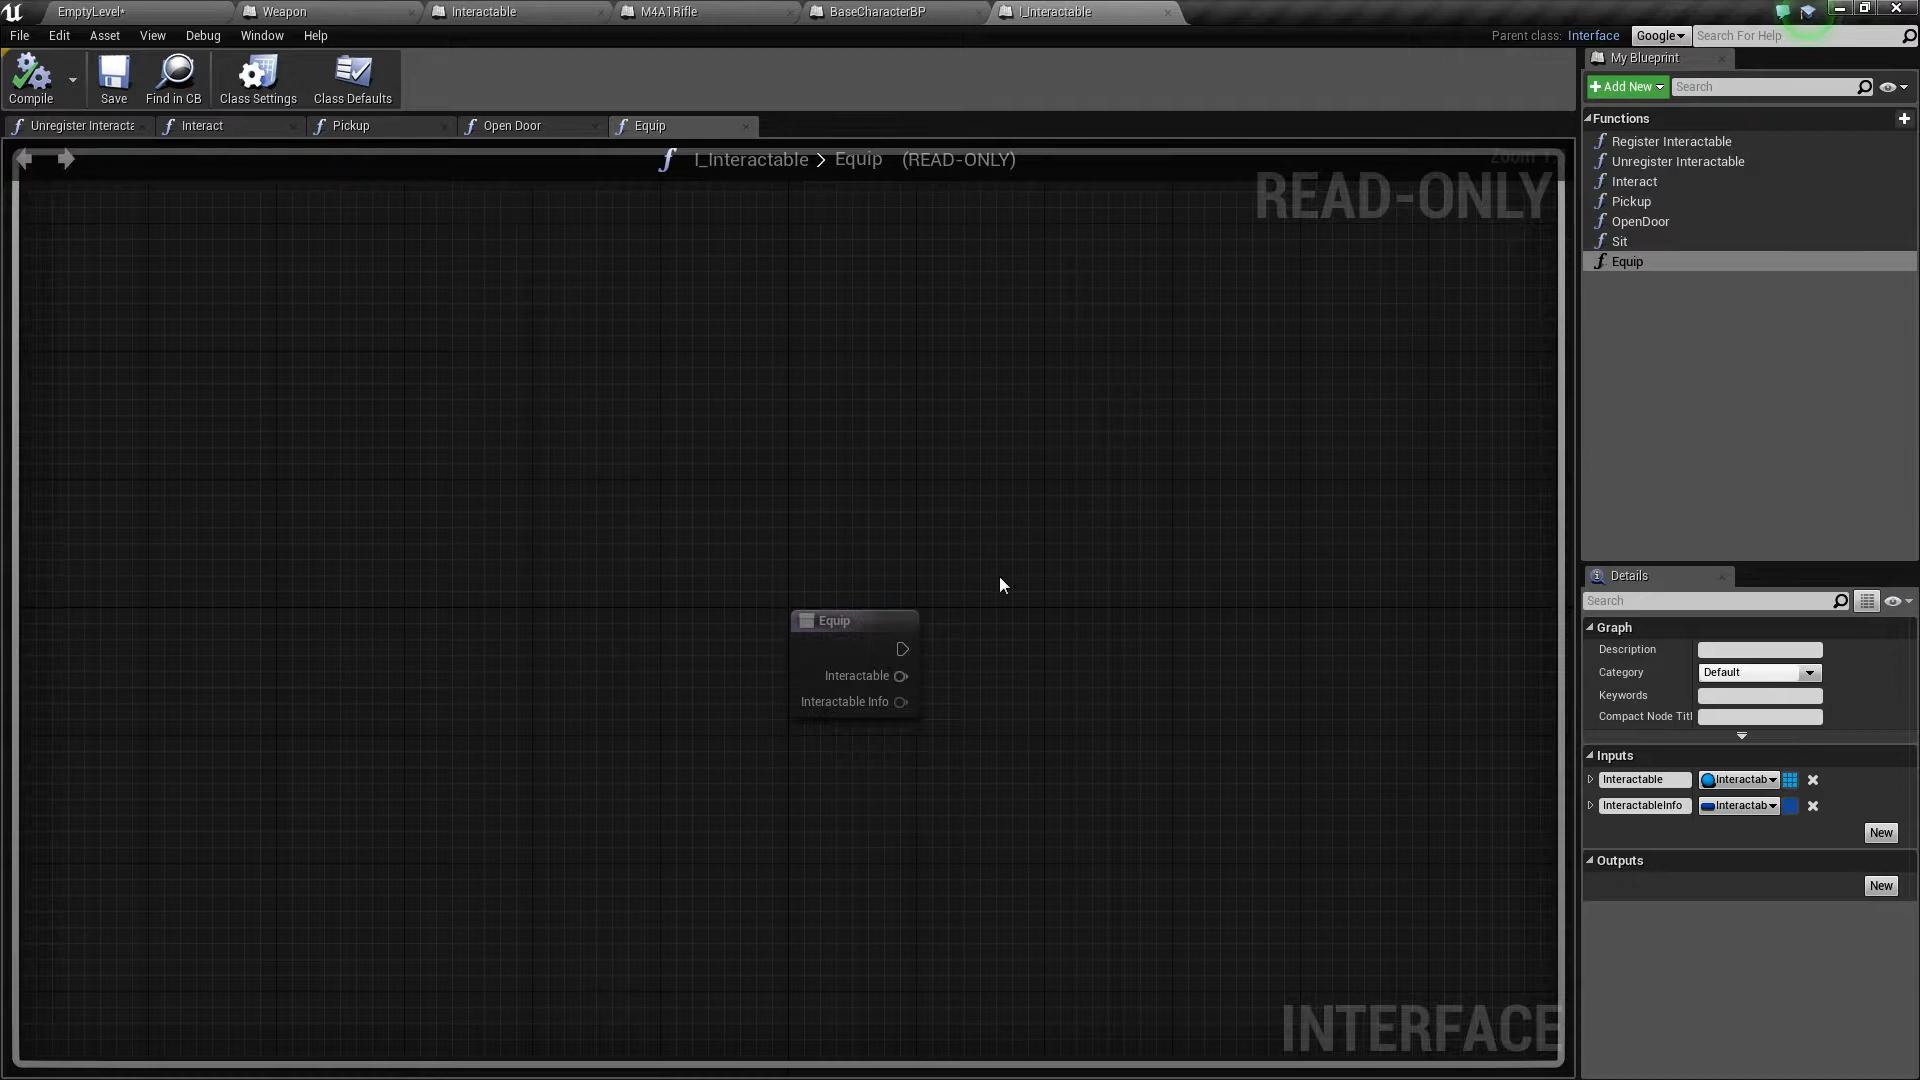 EmptyLevel*
Weapon
Interactable
M4A1Rifle
BaseCharacterBP
I_Interactable
File Edit Asset View Debug Window Help
Parent class: Interface
Google
Search For Help
Compile
Save
Find in CB
Class Settings
Class Defaults
My Blueprint
Add New
Search
Unregister Interacta
Interact
Pickup
Open Door
Equip
I_Interactable > Equip (READ-ONLY)
READ-ONLY
Functions
Register Interactable
Unregister Interactable
Interact
Pickup
OpenDoor
Sit
Equip
Equip
Interactable
Interactable Info
INTERFACE
Details
Search
Graph
Description
Category Default
Keywords
Compact Node Titl
Inputs
Interactable Interactab
InteractableInfo Interactab
New
Outputs
New